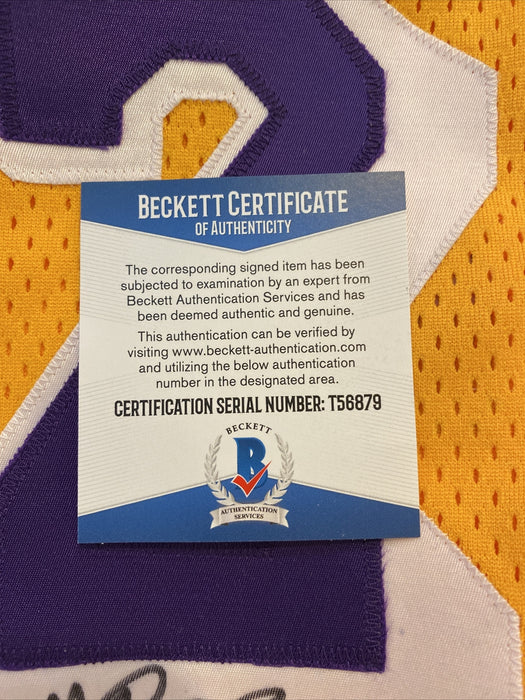 BECKETT CERTIFICATE
OF AUTHENTICITY
The corresponding signed item has been
subjected to examination by an expert from
Beckett Authentication Services and has
been deemed authentic and genuine.
This authentication can be verified by
visiting www.beckett-authentication.com
and utilizing the below authentication
number in the designated area.
CERTIFICATION SERIAL NUMBER: T56879
BECKETT
B
AUTHENTICATION
SERVICES